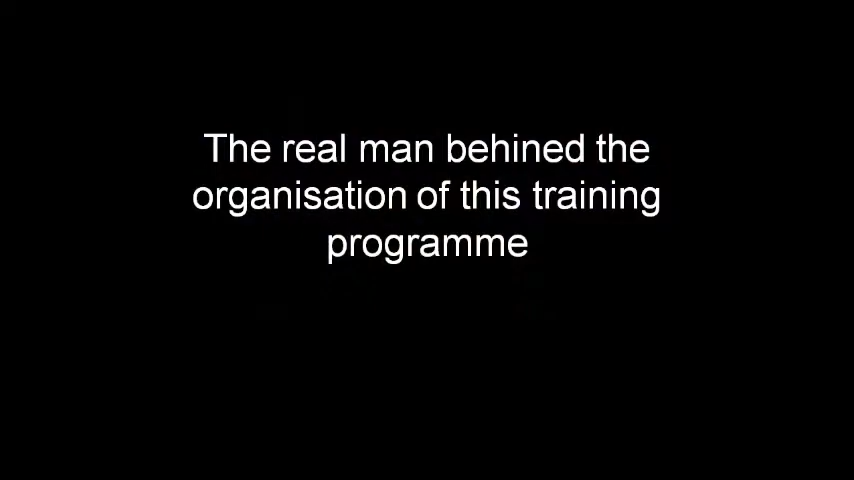 The real man behined the
organisation of this training
programme